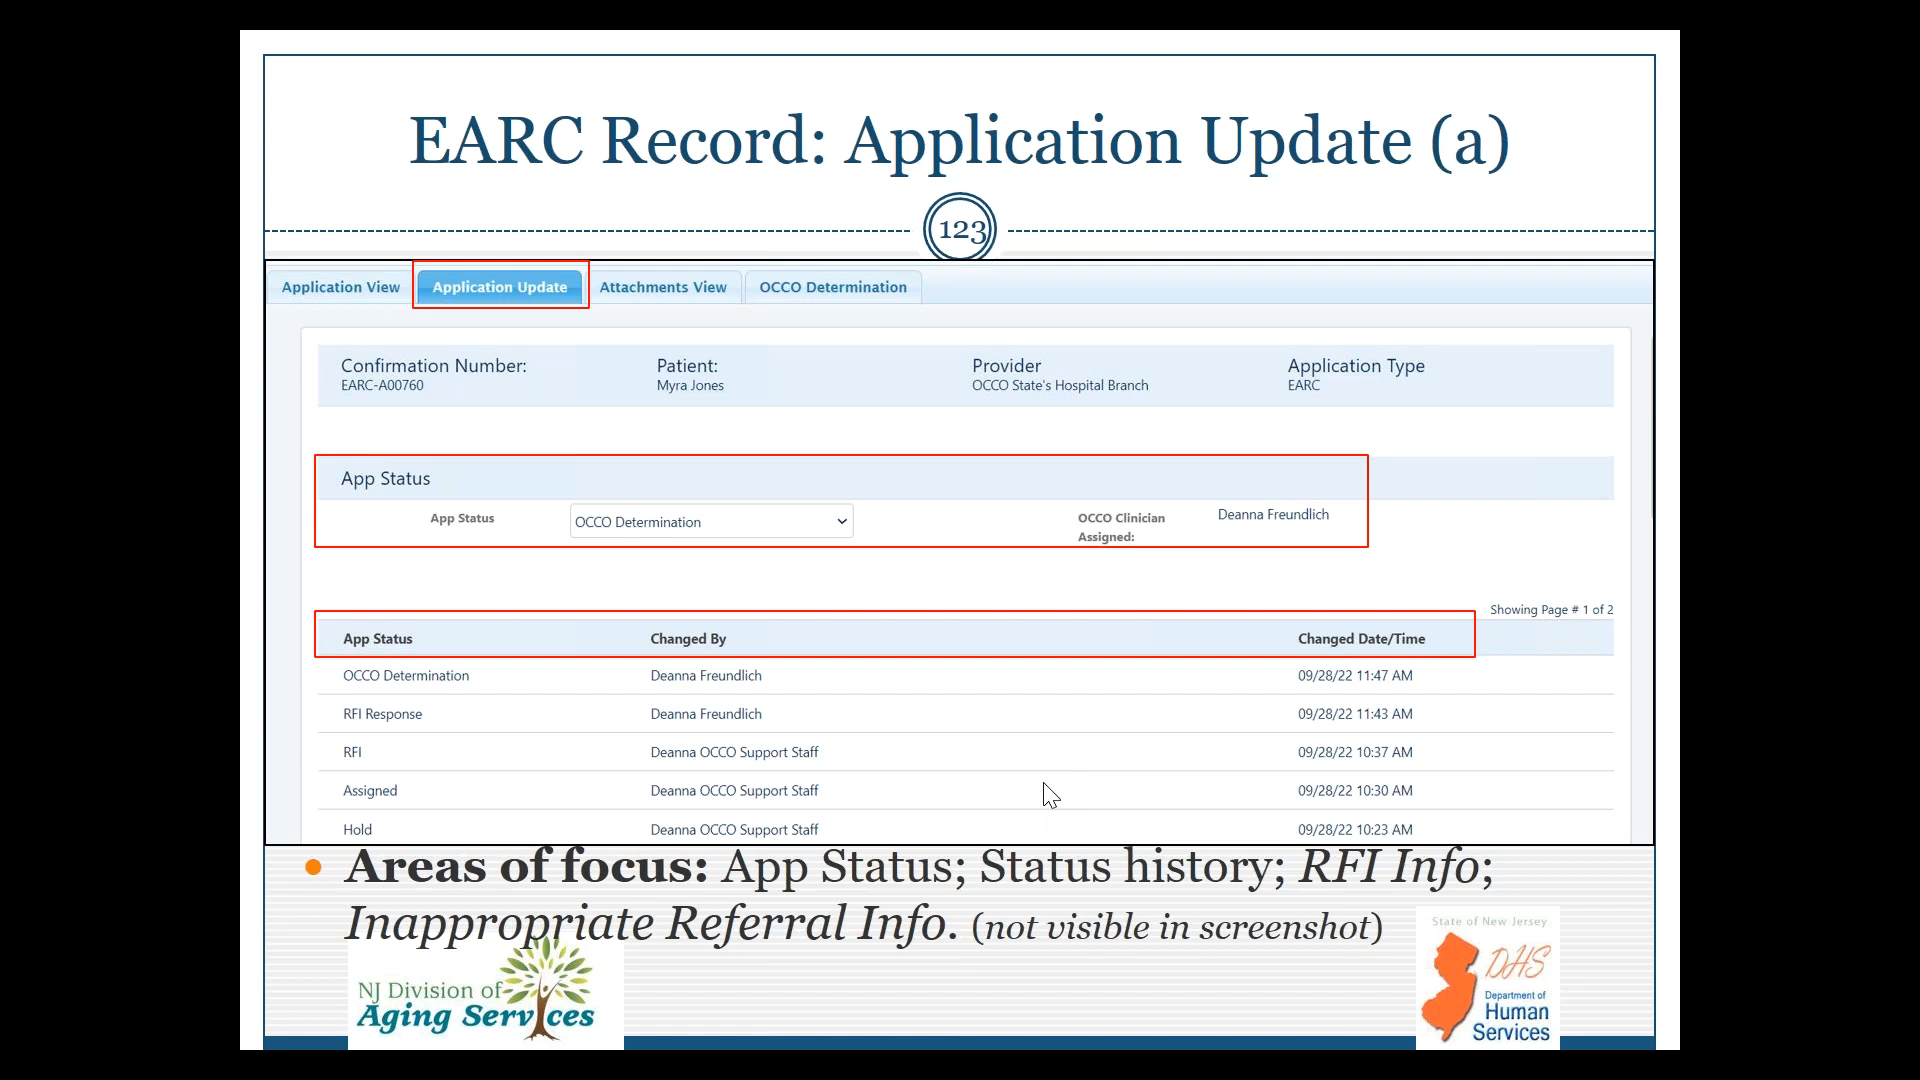 EARC Record: Application Update (a)
123
Application View Application Update Attachments View OCCO Determination
Confirmation Number: Patient: Provider Application Type
EARC-A00760 Myra Jones OCCO State's Hospital Branch EARC
App Status
App Status OCCO Determination OCCO Clinician Assigned: Deanna Freundlich
Showing Page # 1 of 2
App Status Changed By Changed Date/Time
OCCO Determination Deanna Freundlich 09/28/22 11:47 AM
RFI Response Deanna Freundlich 09/28/22 11:43 AM
RFI Deanna OCCO Support Staff 09/28/22 10:37 AM
Assigned Deanna OCCO Support Staff 09/28/22 10:30 AM
Hold Deanna OCCO Support Staff 09/28/22 10:23 AM
Areas of focus: App Status; Status history; RFI Info;
Inappropriate Referral Info. (not visible in screenshot)
NJ Division of
Aging Services
State of New Jersey
DHS
Department of
Human
Services